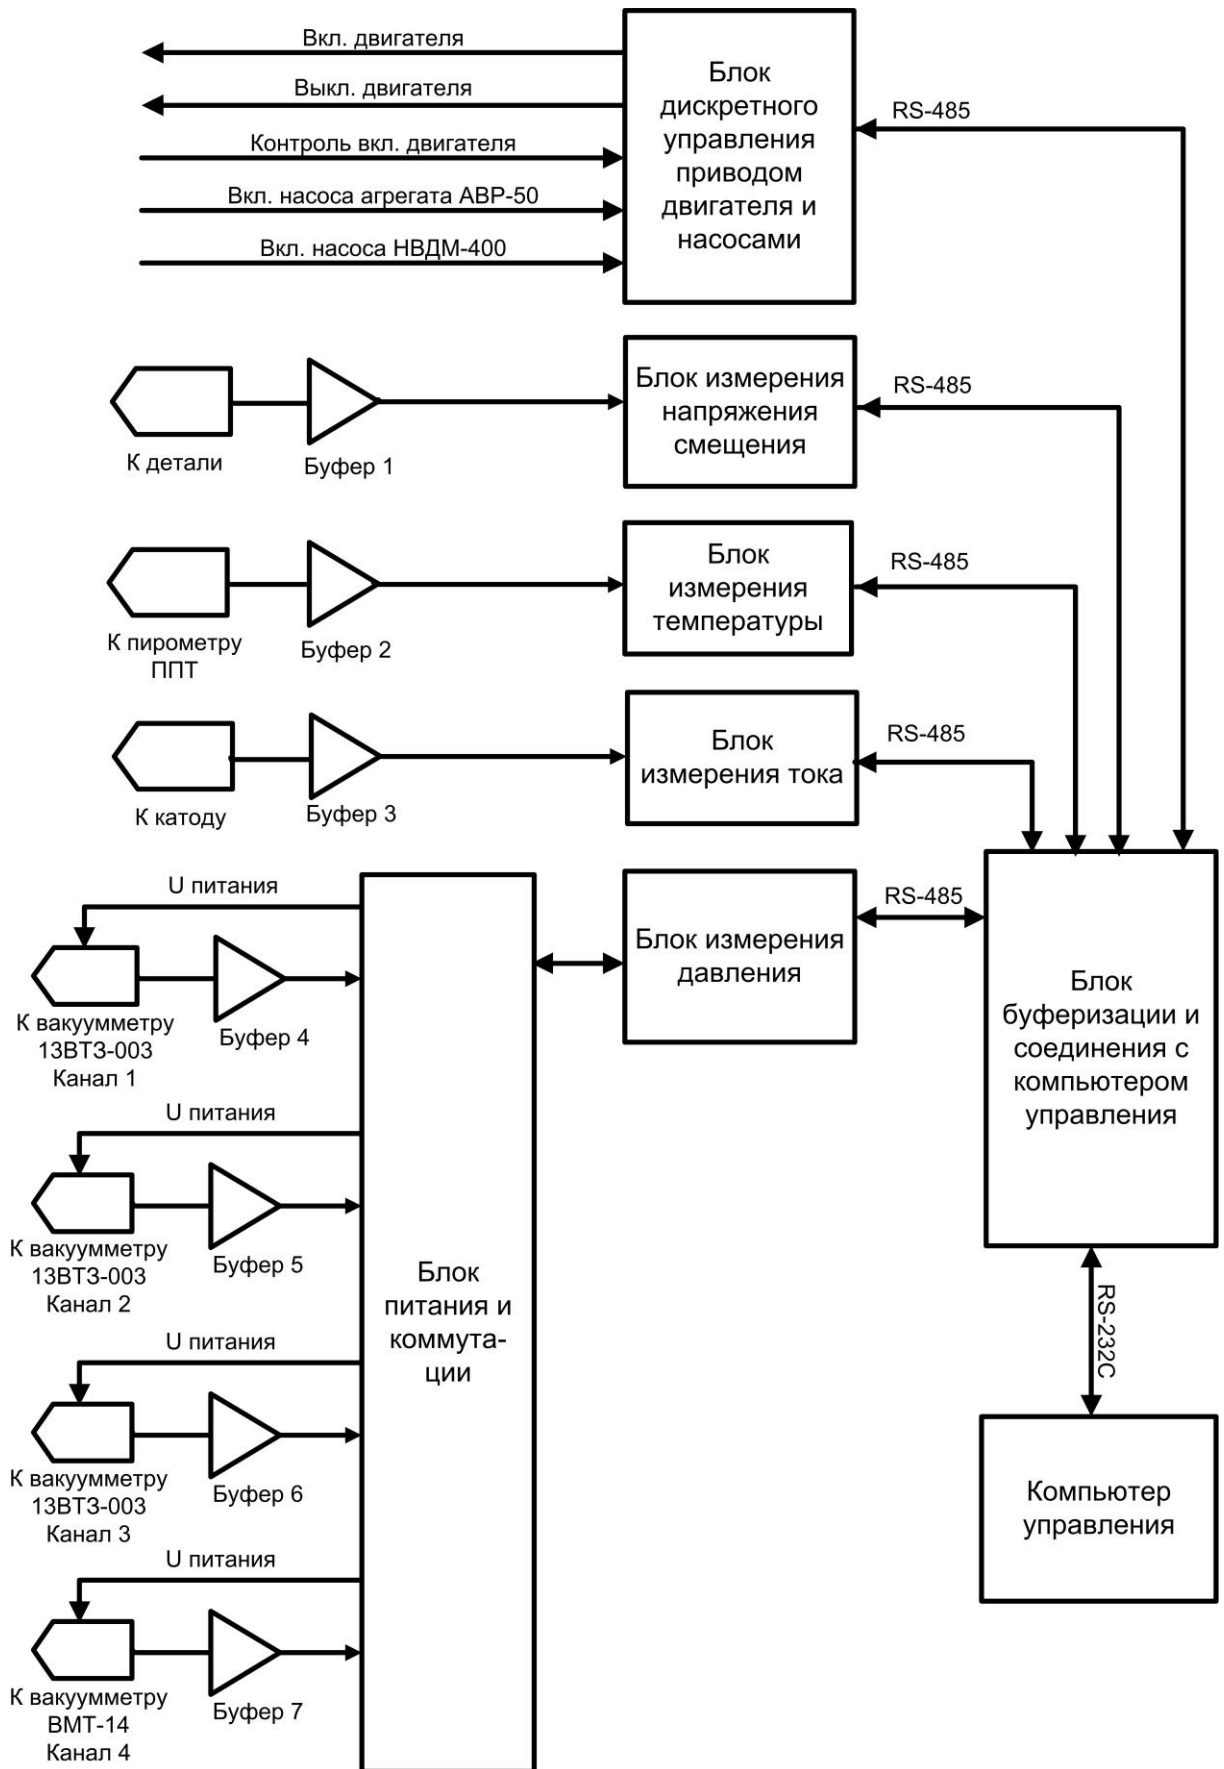 Вкл. двигателя
Выкл. двигателя
Контроль вкл. двигателя
Вкл. насоса агрегата АВР-50
Вкл. насоса НВДМ-400
Блок
дискретного
управления
приводом
двигателя и
насосами
RS-485
К детали
Буфер 1
Блок измерения
напряжения
смещения
RS-485
К пирометру
ППТ
Буфер 2
Блок
измерения
температуры
RS-485
К катоду
Буфер 3
Блок
измерения тока
RS-485
U питания
К вакуумметру
13ВТЗ-003
Канал 1
Буфер 4
U питания
К вакуумметру
13ВТЗ-003
Канал 2
Буфер 5
U питания
К вакуумметру
13ВТЗ-003
Канал 3
Буфер 6
U питания
К вакуумметру
ВМТ-14
Канал 4
Буфер 7
Блок
питания и
коммута-
ции
Блок измерения
давления
RS-485
Блок
буферизации и
соединения с
компьютером
управления
RS-232C
Компьютер
управления